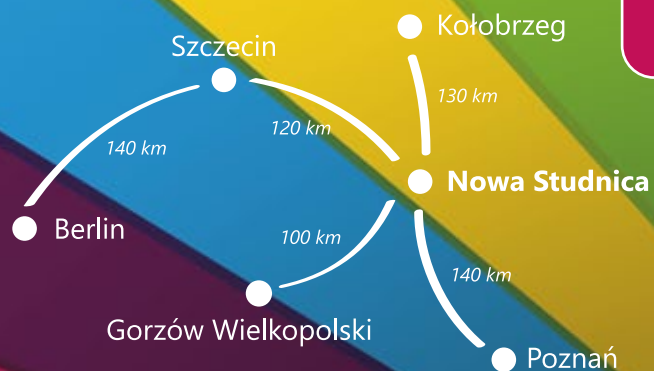 Kołobrzeg
Szczecin
130 km
120 km
140 km
Nowa Studnica
Berlin
100 km
140 km
Gorzów Wielkopolski
Poznań